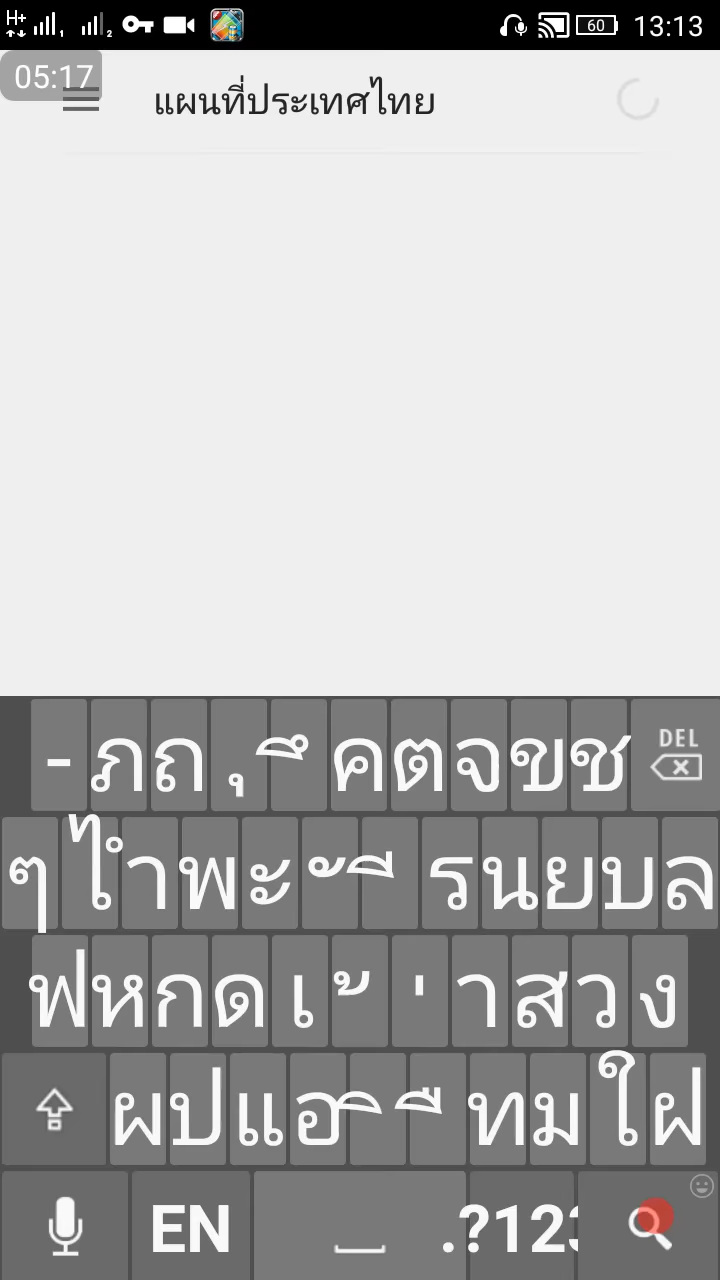 H+ 1 2 60 13:13
05:17
แผนที่ประเทศไทย
- ภ ถ ุ ึ ค ต จ ข ช DEL
ๆ ไ ำ พ ะ ั ี ร น ย บ ล
ฟ ห ก ด เ ้ ่ า ส ว ง
ผ ป แ อ ิ ื ท ม ใ ฝ
EN .?123